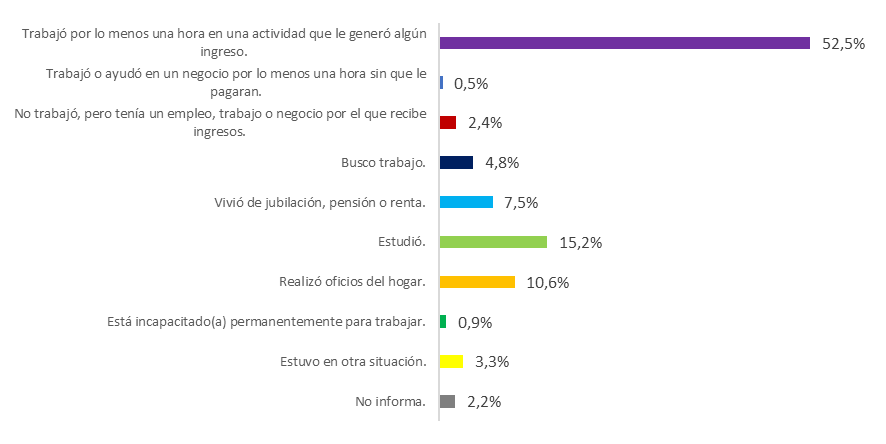 Trabajó por lo menos una hora en una actividad que le generó algún
ingreso.
52,5%
Trabajó o ayudó en un negocio por lo menos una hora sin que le
pagaran.
0,5%
No trabajó, pero tenía un empleo, trabajo o negocio por el que recibe
ingresos.
2,4%
Busco trabajo.
4,8%
Vivió de jubilación, pensión o renta.
7,5%
Estudió.
15,2%
Realizó oficios del hogar.
10,6%
Está incapacitado(a) permanentemente para trabajar.
0,9%
Estuvo en otra situación.
3,3%
No informa.
2,2%